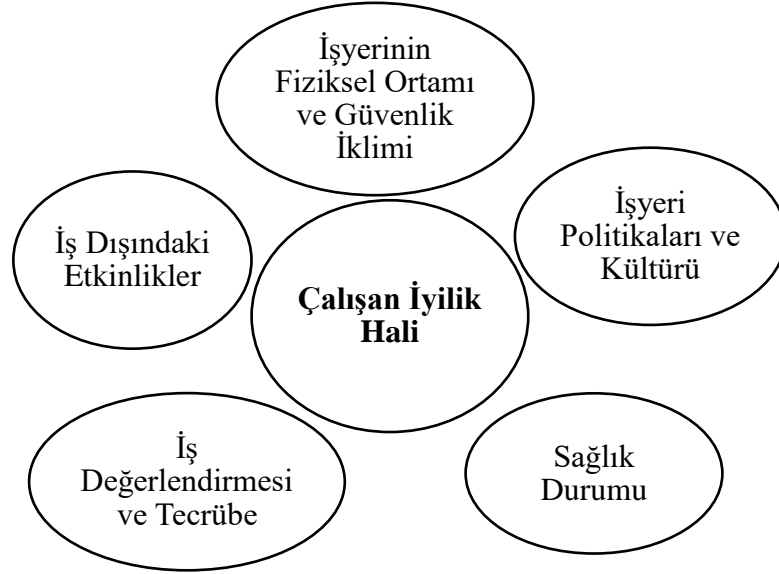 İşyerinin
Fiziksel Ortamı
ve Güvenlik
İklimi
İşyeri
Politikaları ve
Kültürü
İş Dışındaki
Etkinlikler
Çalışan İyilik
Hali
İş
Değerlendirmesi
ve Tecrübe
Sağlık
Durumu